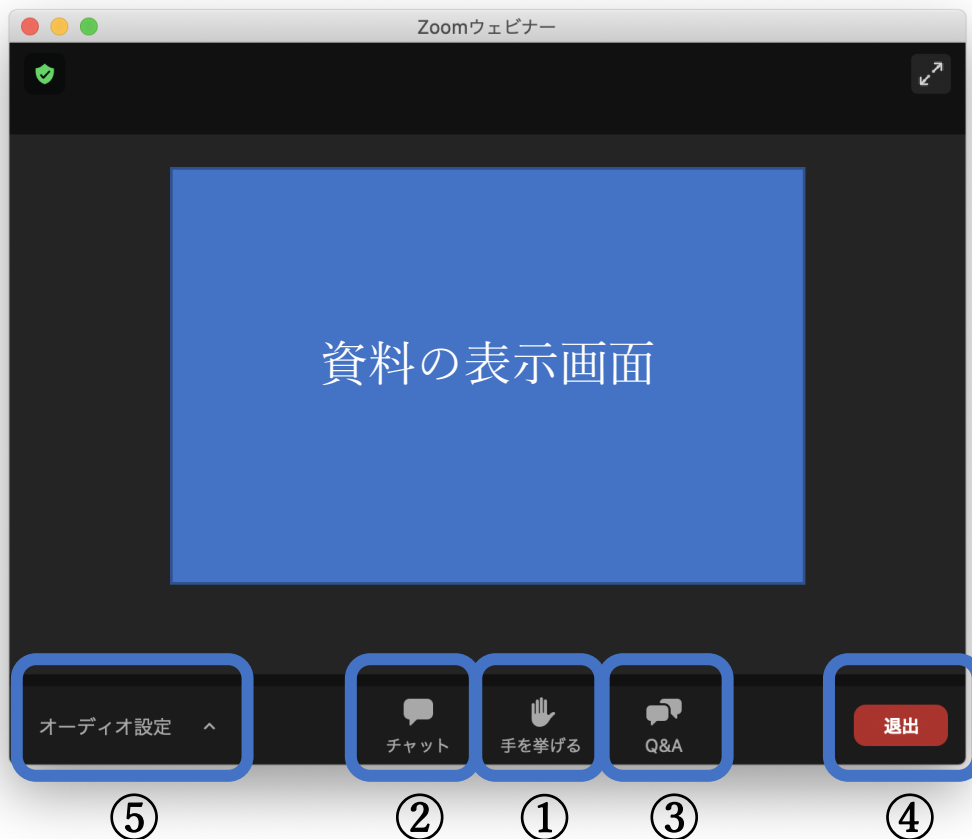 Zoomウェビナー
資料の表示画面
オーディオ設定
チャット
手を挙げる
Q&A
退出
⑤ ② ① ③ ④